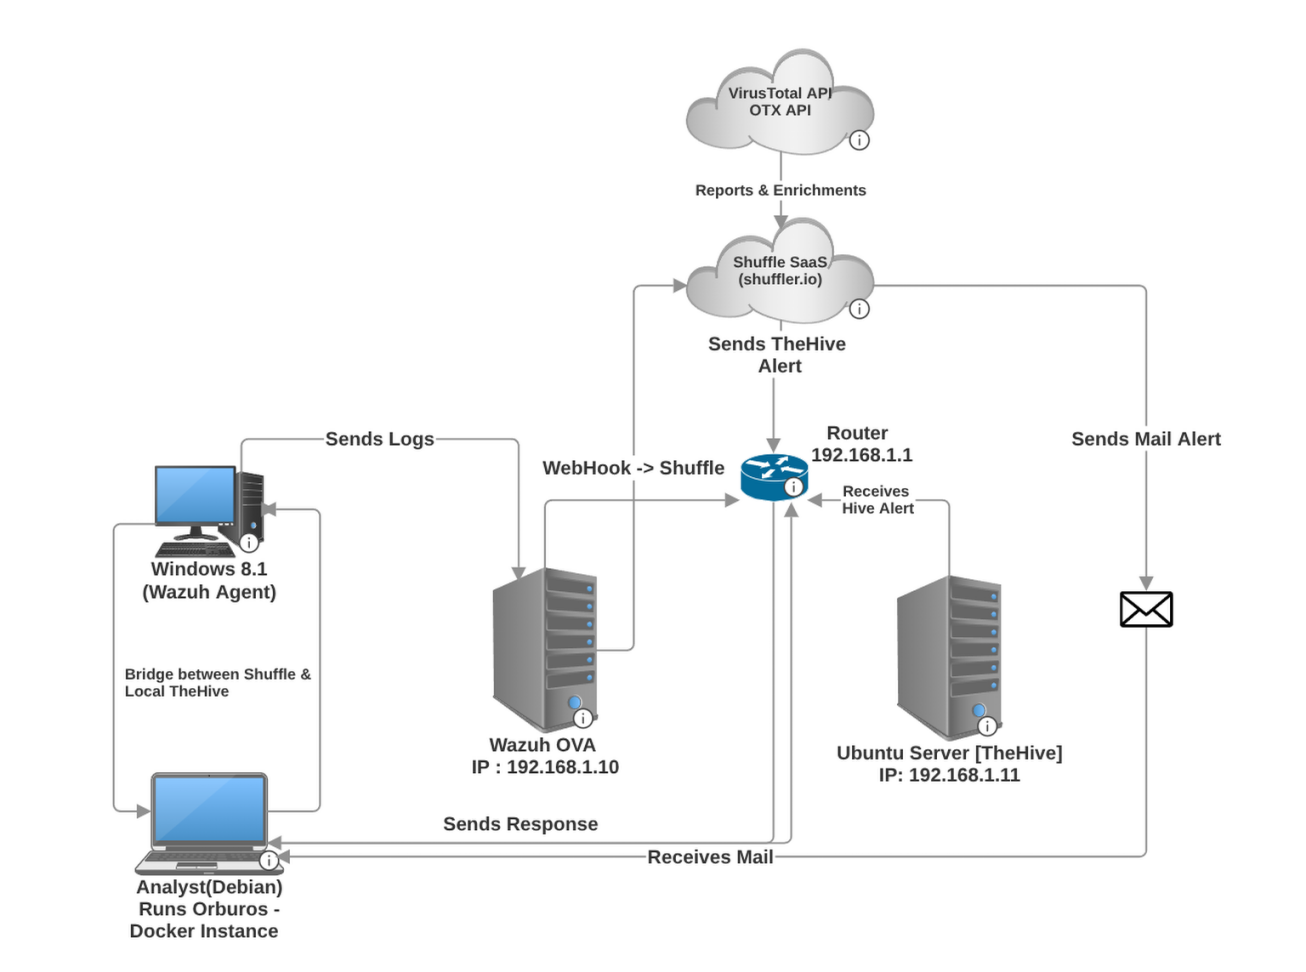 VirusTotal API
OTX API
Reports & Enrichments
Shuffle SaaS
(shuffler.io)
Sends TheHive
Alert
Router
192.168.1.1
Sends Logs
Sends Mail Alert
WebHook -> Shuffle
Receives
Hive Alert
Windows 8.1
(Wazuh Agent)
Bridge between Shuffle &
Local TheHive
Wazuh OVA
IP : 192.168.1.10
Ubuntu Server [TheHive]
IP: 192.168.1.11
Sends Response
Receives Mail
Analyst(Debian)
Runs Orburos -
Docker Instance